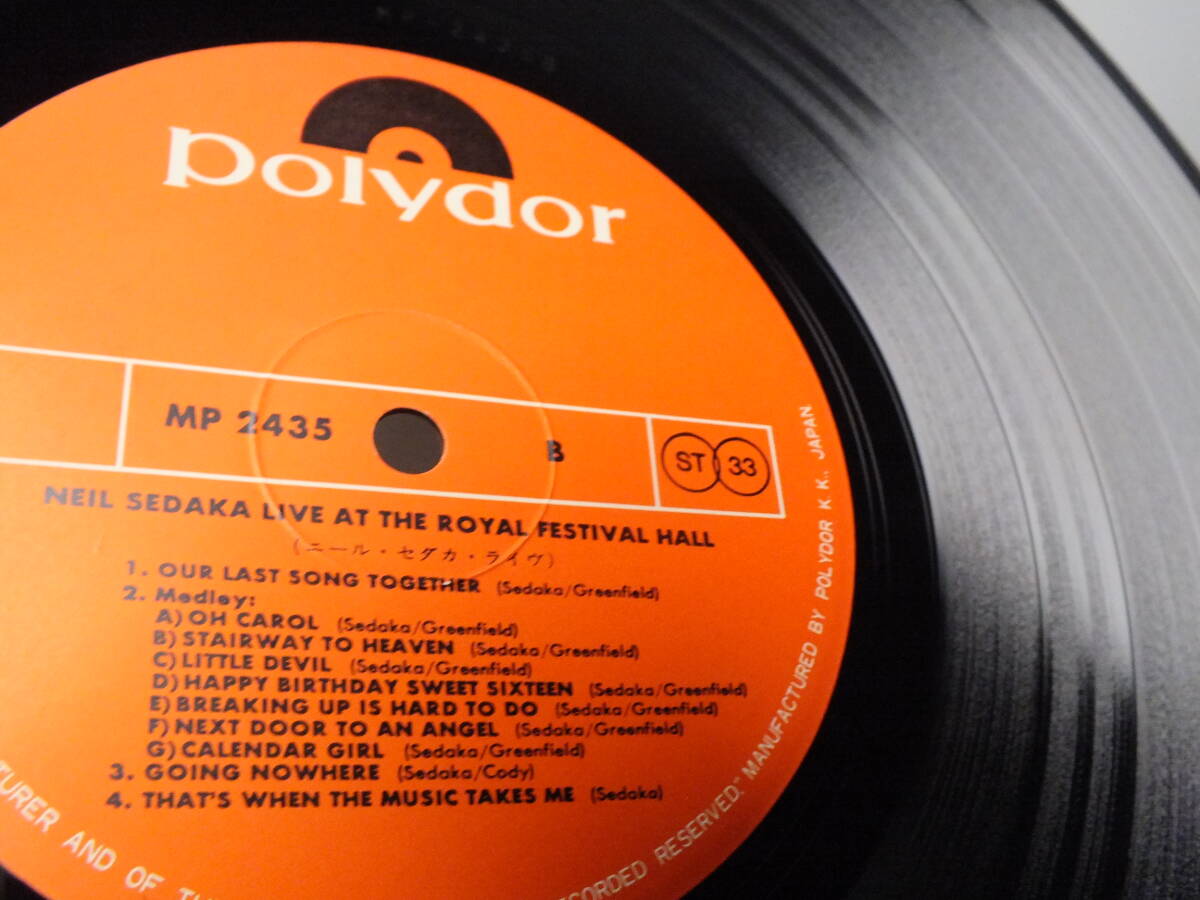 polydor
MP 2435
B
ST 33
NEIL SEDAKA LIVE AT THE ROYAL FESTIVAL HALL
(ニール・セダカ・ライヴ)
1. OUR LAST SONG TOGETHER (Sedaka/Greenfield)
2. Medley:
A) OH CAROL (Sedaka/Greenfield)
B) STAIRWAY TO HEAVEN (Sedaka/Greenfield)
C) LITTLE DEVIL (Sedaka/Greenfield)
D) HAPPY BIRTHDAY SWEET SIXTEEN (Sedaka/Greenfield)
E) BREAKING UP IS HARD TO DO (Sedaka/Greenfield)
F) NEXT DOOR TO AN ANGEL (Sedaka/Greenfield)
G) CALENDAR GIRL (Sedaka/Greenfield)
3. GOING NOWHERE (Sedaka/Cody)
4. THAT'S WHEN THE MUSIC TAKES ME (Sedaka)
TURER AND OF
CORDED RESERVED." MANUFACTURED BY POLYDOR K.K., JAPAN.